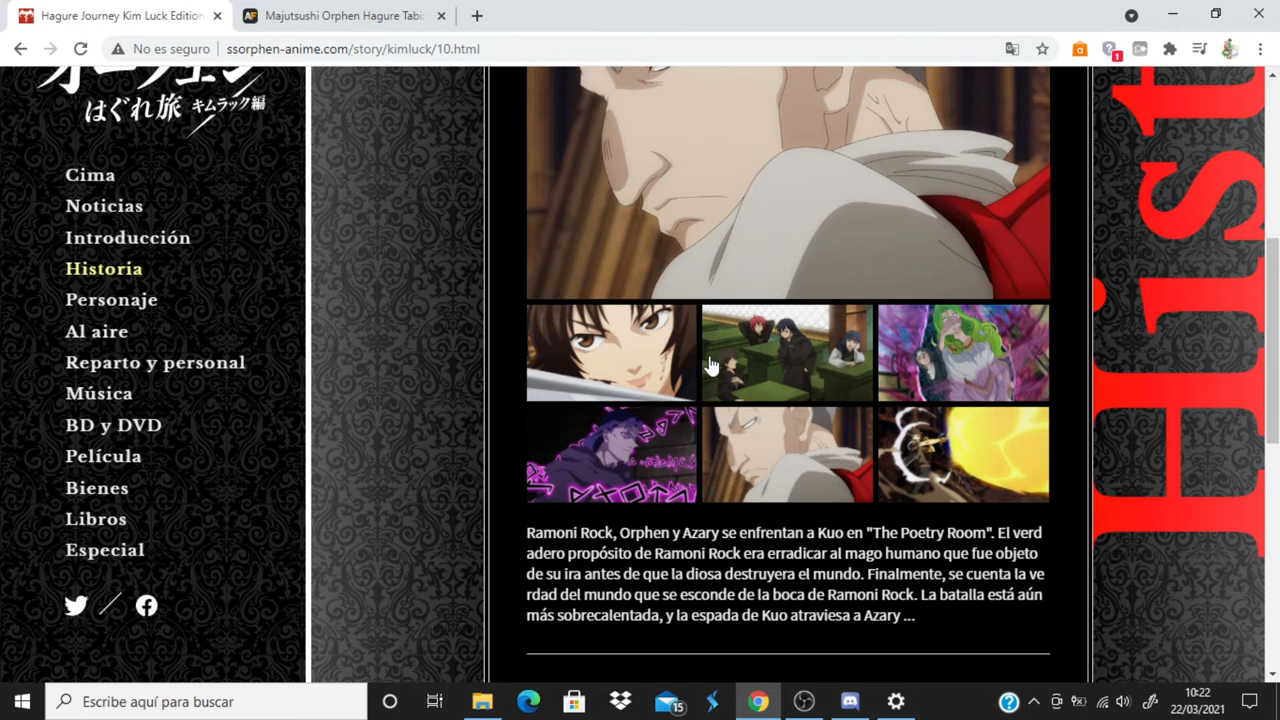 Hagure Journey Kim Luck Edition
Majutsushi Orphen Hagure Tabi:
No es seguro
ssorphen-anime.com/story/kimluck/10.html
1
オーフェン
はぐれ旅 キムラック編
Cima
Noticias
Introducción
Historia
Personaje
Al aire
Reparto y personal
Música
BD y DVD
Película
Bienes
Libros
Especial
Hist
Ramoni Rock, Orphen y Azary se enfrentan a Kuo en "The Poetry Room". El verd
adero propósito de Ramoni Rock era erradicar al mago humano que fue objeto
de su ira antes de que la diosa destruyera el mundo. Finalmente, se cuenta la ve
rdad del mundo que se esconde de la boca de Ramoni Rock. La batalla está aún
más sobrecalentada, y la espada de Kuo atraviesa a Azary ...
Escribe aquí para buscar
15
10:22
22/03/2021